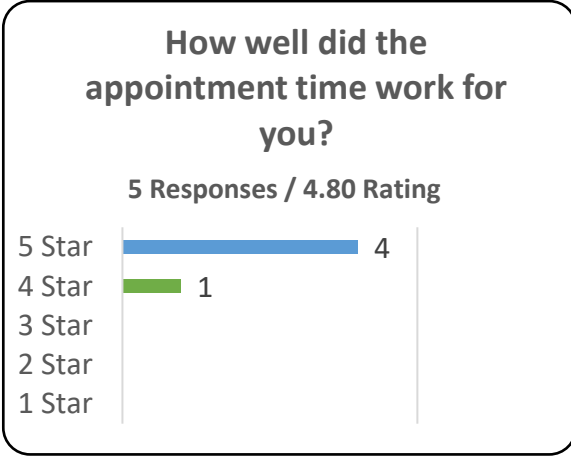 How well did the
appointment time work for
you?
5 Responses / 4.80 Rating
5 Star 4
4 Star 1
3 Star
2 Star
1 Star